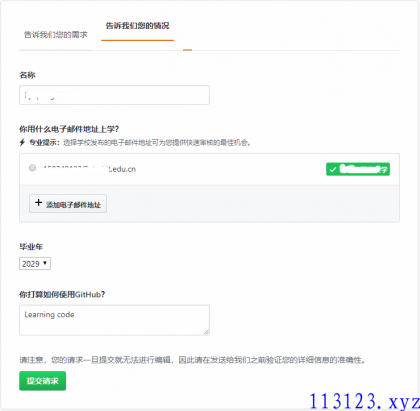 告诉我们您的需求
告诉我们您的情况
名称
你用什么电子邮件地址上学?
专业提示: 选择学校发布的电子邮件地址可为您提供快速审核的最佳机会。
.edu.cn
学
添加电子邮件地址
毕业年
2029
你打算如何使用GitHub?
Learning code
请注意，您的请求一旦提交就无法进行编辑，因此请在发送给我们之前验证您的详细信息的准确性。
提交请求
113123.xyz